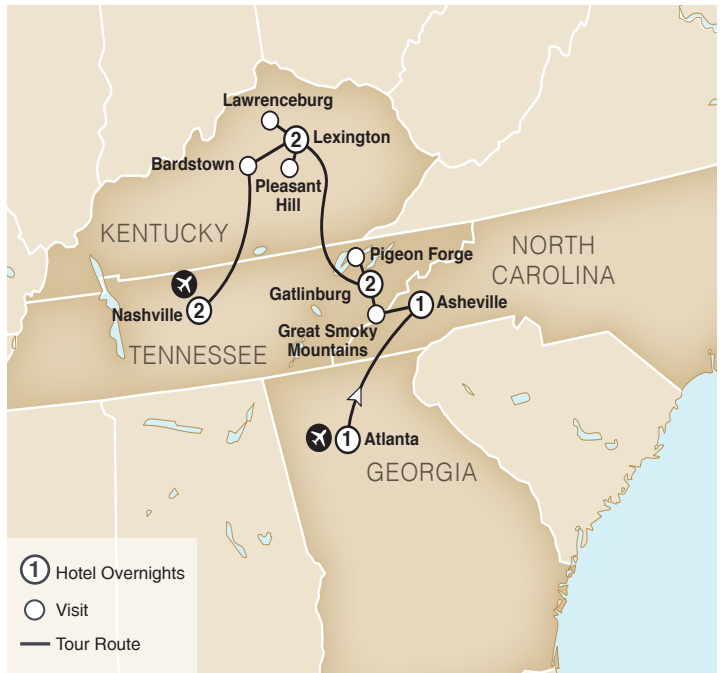 Lawrenceburg
2
Lexington
Bardstown
Pleasant
Hill
KENTUCKY
NORTH
CAROLINA
Pigeon Forge
Gatlinburg
2
1
Asheville
Nashville
2
Great Smoky
Mountains
TENNESSEE
1
Atlanta
GEORGIA
1
Hotel Overnights
Visit
Tour Route